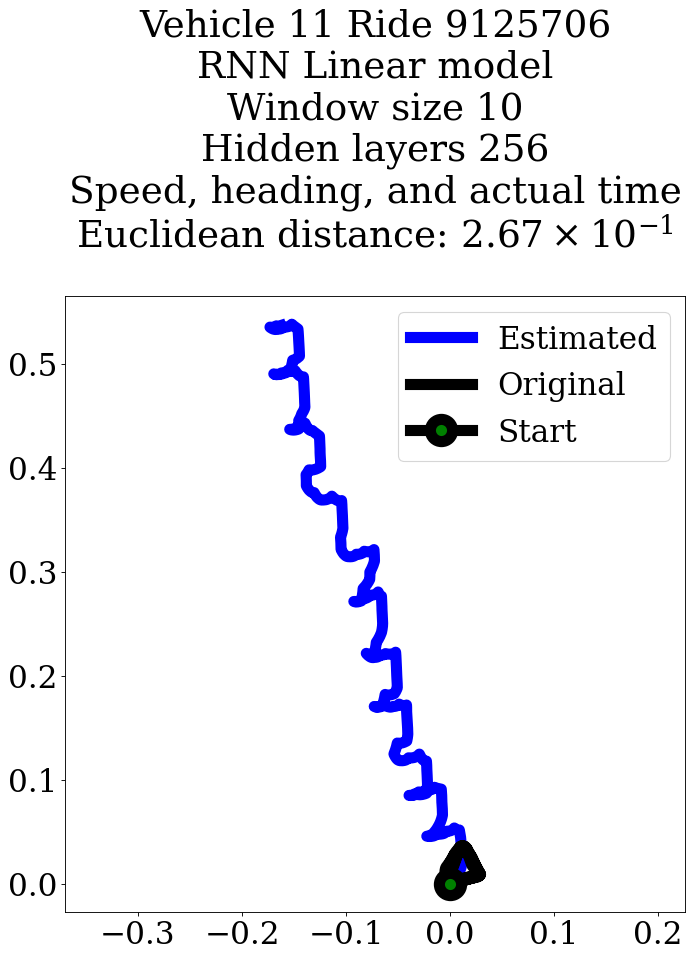 Vehicle 11 Ride 9125706
RNN Linear model
Window size 10
Hidden layers 256
Speed, heading, and actual time
Euclidean distance: 2.67 × 10⁻¹
Estimated
Original
Start
0.5
0.4
0.3
0.2
0.1
0.0
−0.3 −0.2 −0.1 0.0 0.1 0.2